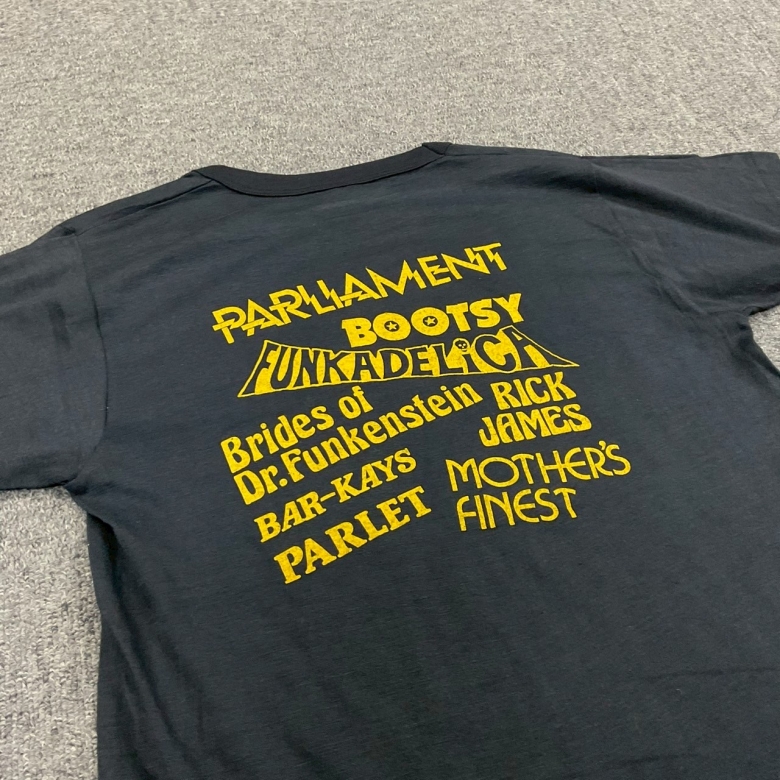 PARLIAMENT
BOOTSY
FUNKADELICA
Brides of
Dr. Funkenstein
RICK
JAMES
BAR-KAYS
PARLET
MOTHER'S
FINEST